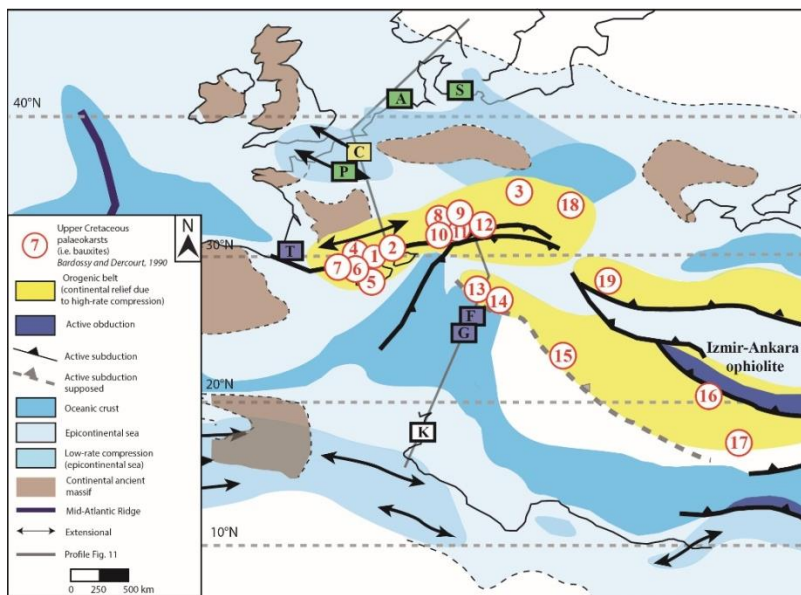 A
S
40°N
C
P
3
18
8
9
12
10
11
N
7
Upper Cretaceous
palaeokarsts
(i.e. bauxites)
Bardossy and Dercourt, 1990
Orogenic belt
(continental relief due
to high-rate compression)
Active obduction
Active subduction
Active subduction
supposed
Oceanic crust
Epicontinental sea
Low-rate compression
(epicontinental sea)
Continental ancient
massif
Mid-Atlantic Ridge
Extensional
Profile Fig. 11
0 250 500 km
T
30°N
4
2
1
7
6
5
13
14
19
F
G
15
Izmir-Ankara
ophiolite
20°N
16
K
17
10°N